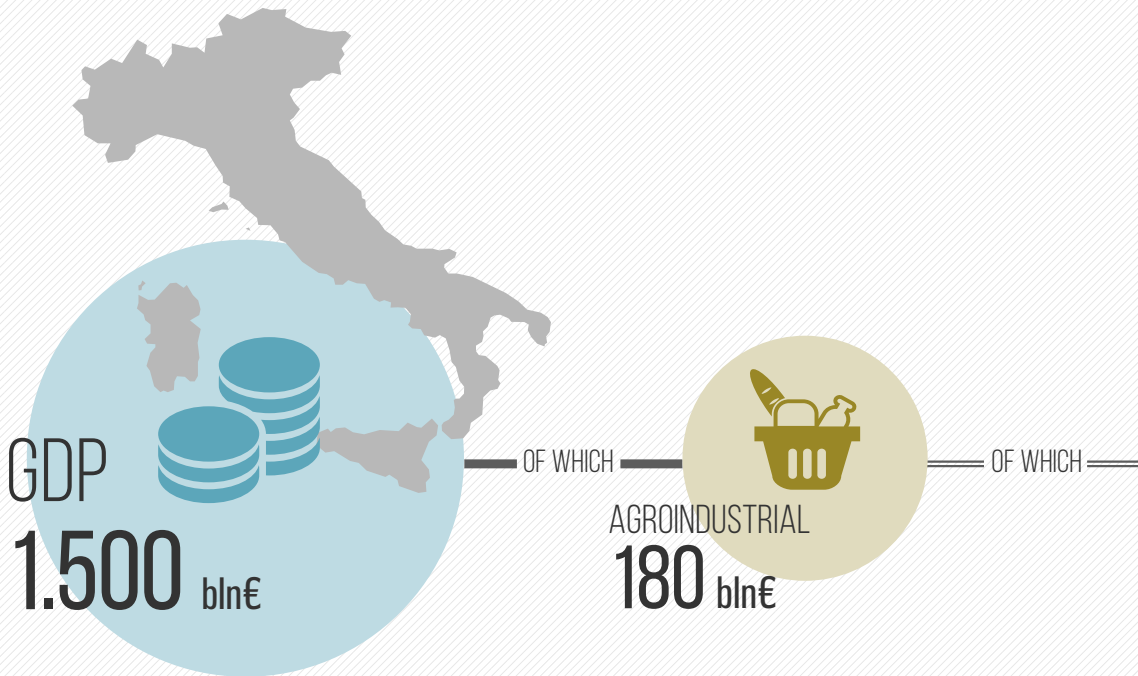 GDP
1.500 bln€
OF WHICH
AGROINDUSTRIAL
180 bln€
OF WHICH